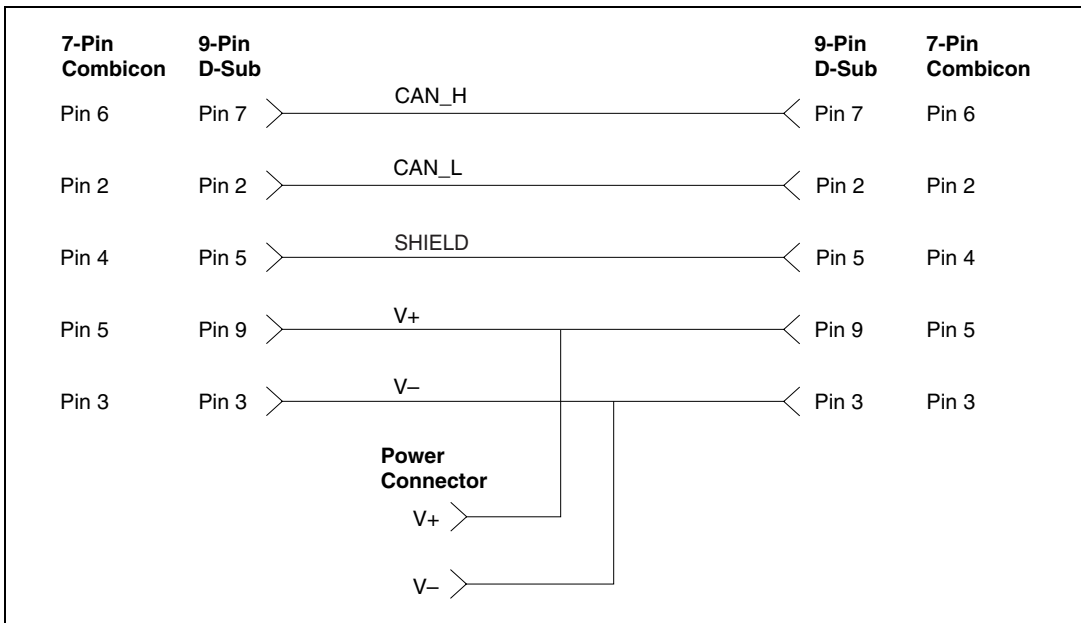 7-Pin Combicon 9-Pin D-Sub 9-Pin D-Sub 7-Pin Combicon
Pin 6 Pin 7 CAN_H Pin 7 Pin 6
Pin 2 Pin 2 CAN_L Pin 2 Pin 2
Pin 4 Pin 5 SHIELD Pin 5 Pin 4
Pin 5 Pin 9 V+ Pin 9 Pin 5
Pin 3 Pin 3 V– Pin 3 Pin 3
Power
Connector
V+
V–